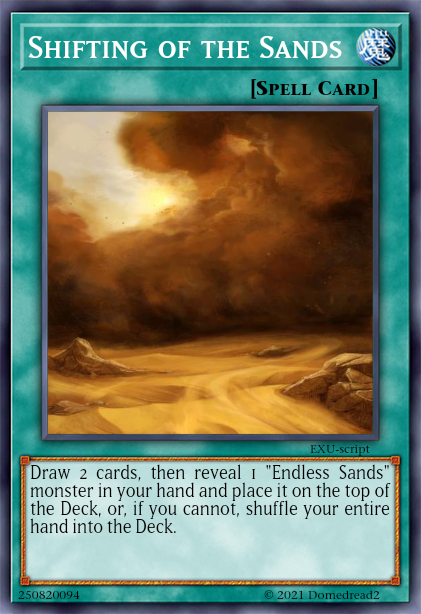 Shifting of the Sands
魔
[Spell Card]
EXU-script
Draw 2 cards, then reveal 1 "Endless Sands"
monster in your hand and place it on the top of
the Deck, or, if you cannot, shuffle your entire
hand into the Deck.
250820094
© 2021 Domedread2